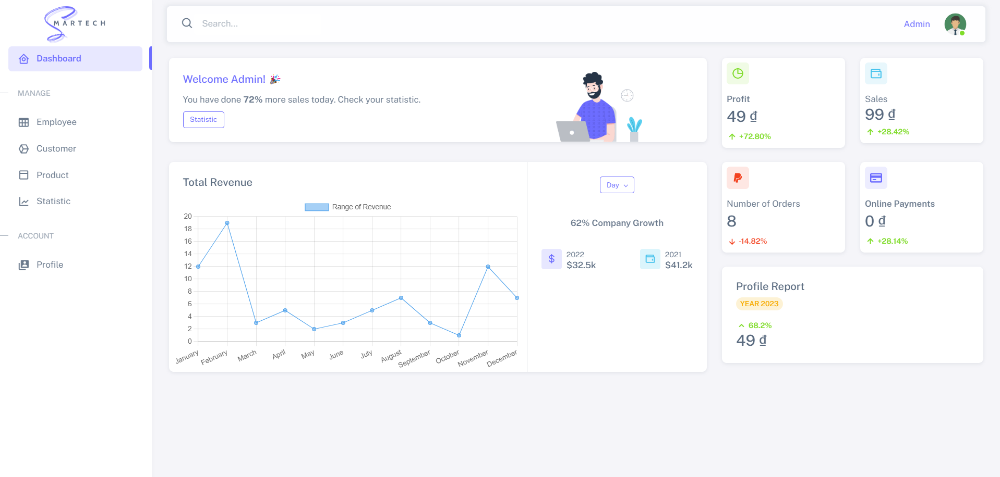 MARTECH
Dashboard
MANAGE
Employee
Customer
Product
Statistic
ACCOUNT
Profile
Search...
Admin
Welcome Admin! 🎉
You have done 72% more sales today. Check your statistic.
Statistic
Profit
49 ₫
+72.80%
Sales
99 ₫
+28.42%
Total Revenue
Range of Revenue
20
18
16
14
12
10
8
6
4
2
0
January
February
March
April
May
June
July
August
September
October
November
December
Day
62% Company Growth
2022
$32.5k
2021
$41.2k
Number of Orders
8
-14.82%
Online Payments
0 ₫
+28.14%
Profile Report
YEAR 2023
68.2%
49 ₫